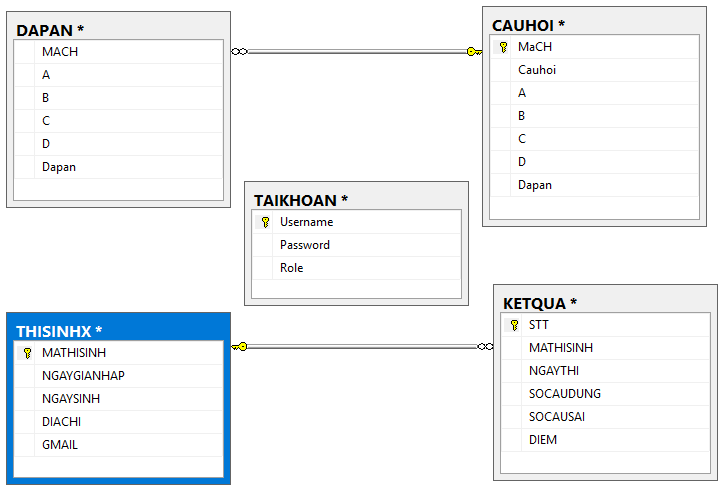 DAPAN *
MACH
A
B
C
D
Dapan
CAUHOI *
MaCH
Cauhoi
A
B
C
D
Dapan
TAIKHOAN *
Username
Password
Role
THISINHX *
MATHISINH
NGAYGIANHAP
NGAYSINH
DIACHI
GMAIL
KETQUA *
STT
MATHISINH
NGAYTHI
SOCAUDUNG
SOCAUSAI
DIEM